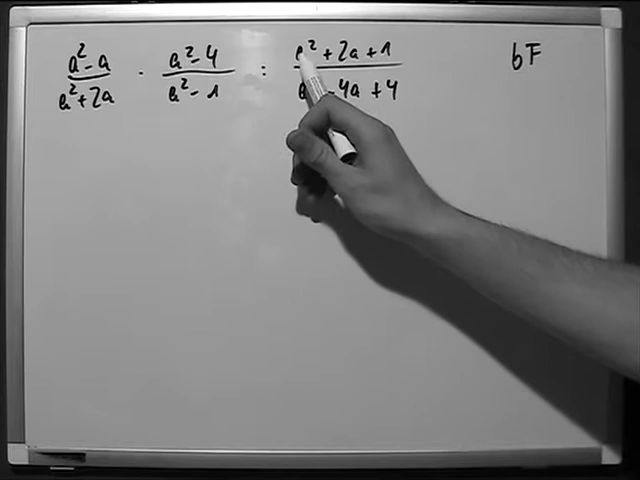 a² - a / a² + 2a · a² - 4 / a² - 1 : a² + 2a + 1 / a² - 4a + 4
6F